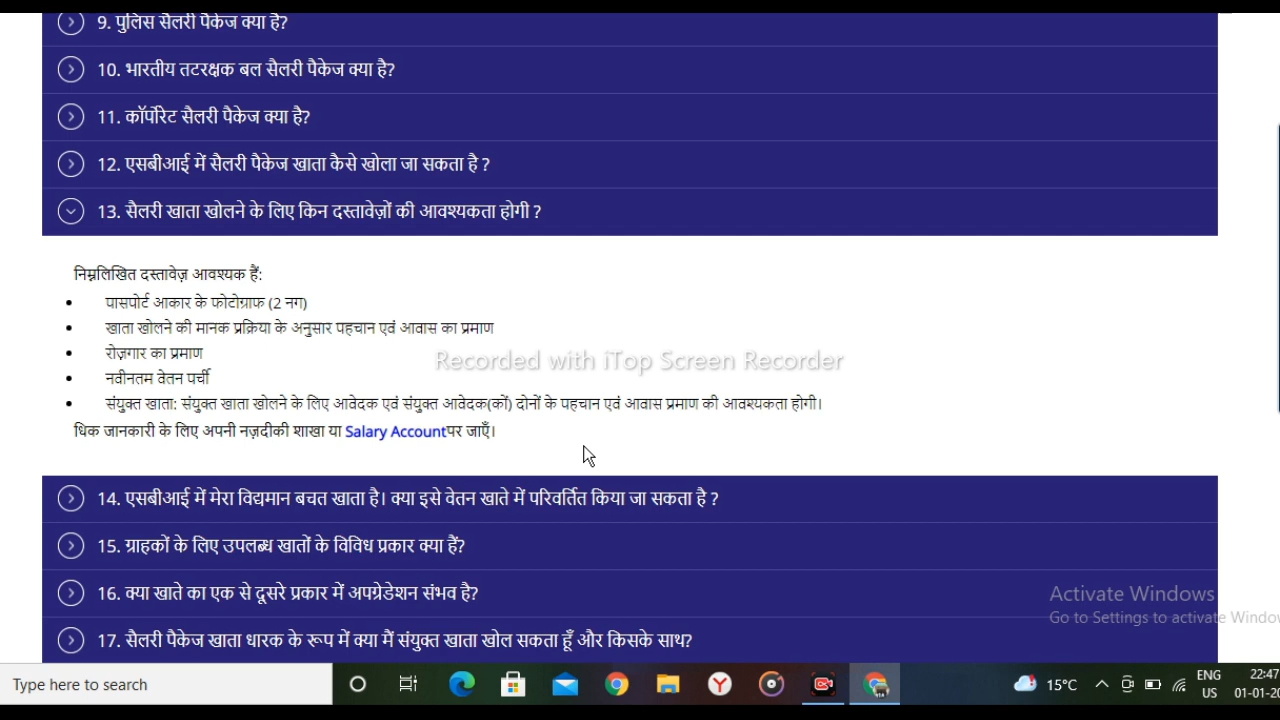 9. पुलिस सैलरी पैकेज क्या है?
10. भारतीय तटरक्षक बल सैलरी पैकेज क्या है?
11. कॉर्पोरेट सैलरी पैकेज क्या है?
12. एसबीआई में सैलरी पैकेज खाता कैसे खोला जा सकता है ?
13. सैलरी खाता खोलने के लिए किन दस्तावेज़ों की आवश्यकता होगी ?
निम्नलिखित दस्तावेज़ आवश्यक हैं:
• पासपोर्ट आकार के फोटोग्राफ (2 नग)
• खाता खोलने की मानक प्रक्रिया के अनुसार पहचान एवं आवास का प्रमाण
• रोज़गार का प्रमाण
Recorded with iTop Screen Recorder
• नवीनतम वेतन पर्ची
• संयुक्त खाता: संयुक्त खाता खोलने के लिए आवेदक एवं संयुक्त आवेदक(कों) दोनों के पहचान एवं आवास प्रमाण की आवश्यकता होगी।
धिक जानकारी के लिए अपनी नज़दीकी शाखा या Salary Accountपर जाएँ।
14. एसबीआई में मेरा विद्यमान बचत खाता है। क्या इसे वेतन खाते में परिवर्तित किया जा सकता है ?
15. ग्राहकों के लिए उपलब्ध खातों के विविध प्रकार क्या हैं?
16. क्या खाते का एक से दूसरे प्रकार में अपग्रेडेशन संभव है?
Activate Windows
Go to Settings to activate Windo
17. सैलरी पैकेज खाता धारक के रूप में क्या मैं संयुक्त खाता खोल सकता हूँ और किसके साथ?
Type here to search
15°C
ENG
US
22:47
01-01-20